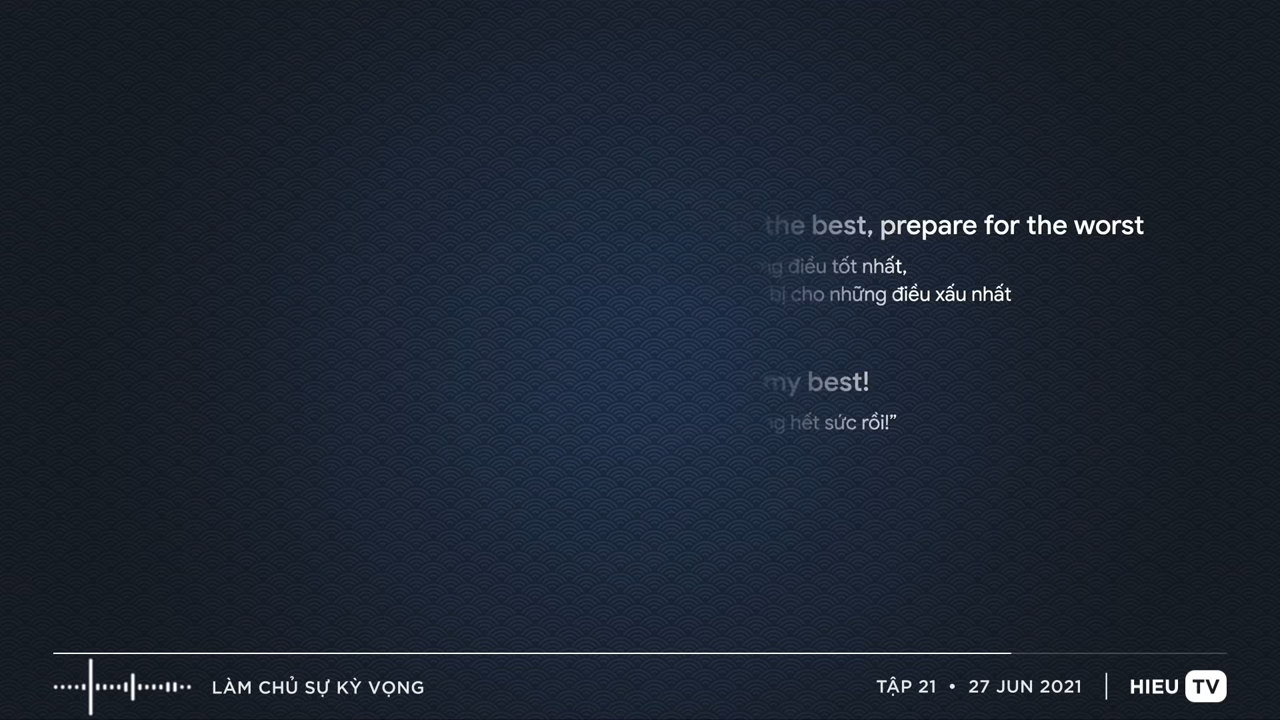 the best, prepare for the worst
điều tốt nhất,
bị cho những điều xấu nhất
my best!
hết sức rồi!”
LÀM CHỦ SỰ KỲ VỌNG
TẬP 21 • 27 JUN 2021
HIEU TV